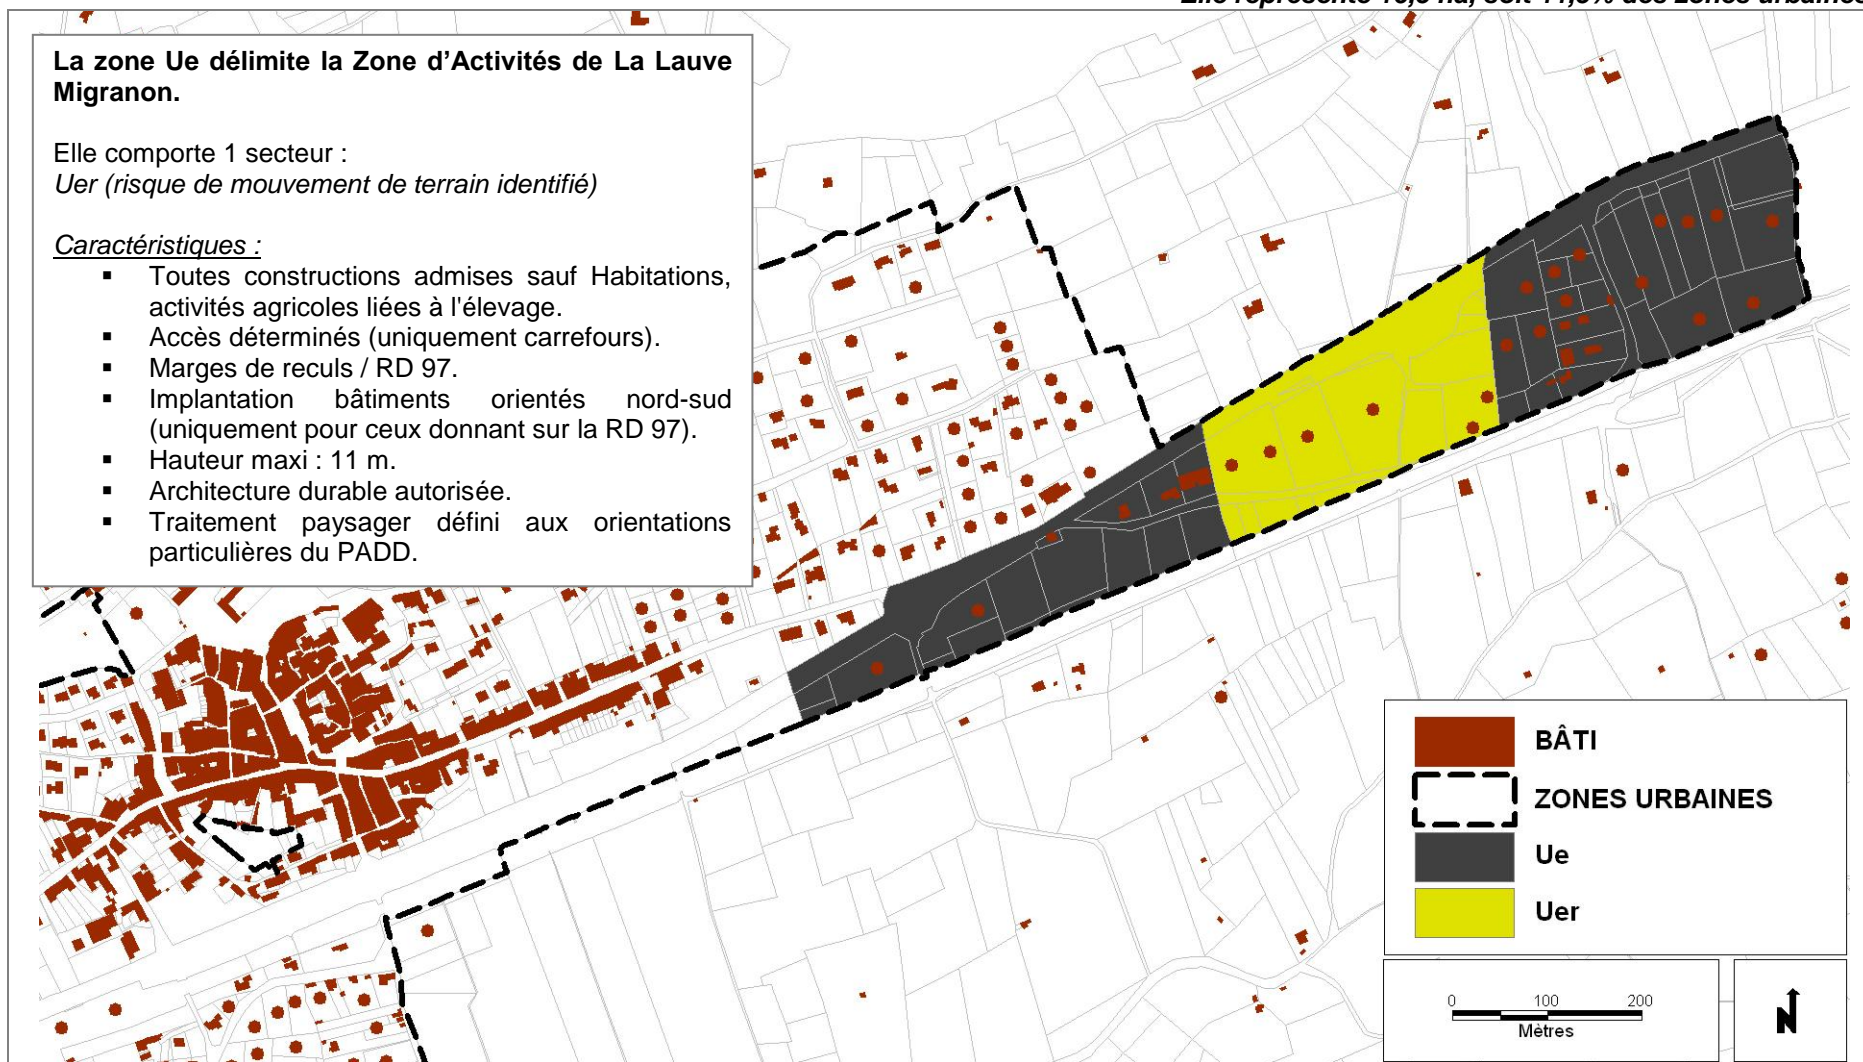 La zone Ue délimite la Zone d’Activités de La Lauve
Migranon.
Elle comporte 1 secteur :
Uer (risque de mouvement de terrain identifié)
Caractéristiques :
▪ Toutes constructions admises sauf Habitations,
activités agricoles liées à l'élevage.
▪ Accès déterminés (uniquement carrefours).
▪ Marges de reculs / RD 97.
▪ Implantation bâtiments orientés nord-sud
(uniquement pour ceux donnant sur la RD 97).
▪ Hauteur maxi : 11 m.
▪ Architecture durable autorisée.
▪ Traitement paysager défini aux orientations
particulières du PADD.
BÂTI
ZONES URBAINES
Ue
Uer
0 100 200
Mètres
N